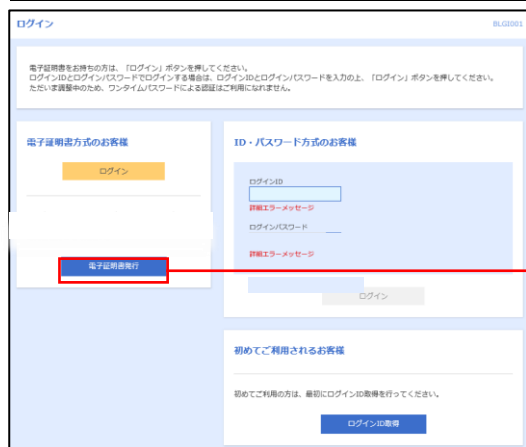 ログイン
BLGI001
電子証明書をお持ちの方は、「ログイン」ボタンを押してください。
ログインIDとログインパスワードでログインする場合は、ログインIDとログインパスワードを入力の上、「ログイン」ボタンを押してください。
ただいま調整中のため、ワンタイムパスワードによる認証はご利用になれません。
電子証明書方式のお客様
ログイン
電子証明書発行
ID・パスワード方式のお客様
ログインID
詳細エラーメッセージ
ログインパスワード
詳細エラーメッセージ
ログイン
初めてご利用されるお客様
初めてご利用の方は、最初にログインID取得を行ってください。
ログインID取得